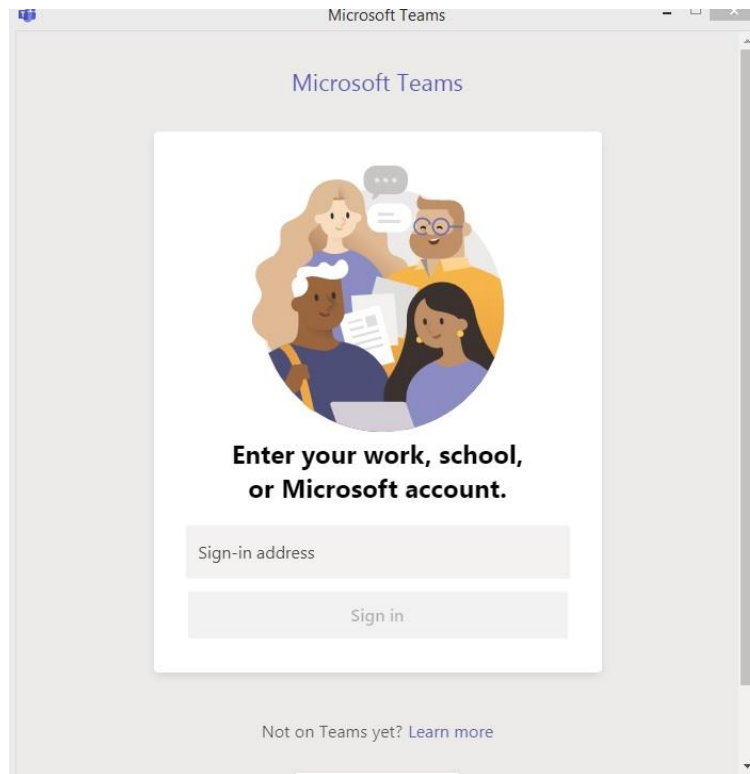 Microsoft Teams
Microsoft Teams
Enter your work, school,
or Microsoft account.
Sign-in address
Sign in
Not on Teams yet? Learn more